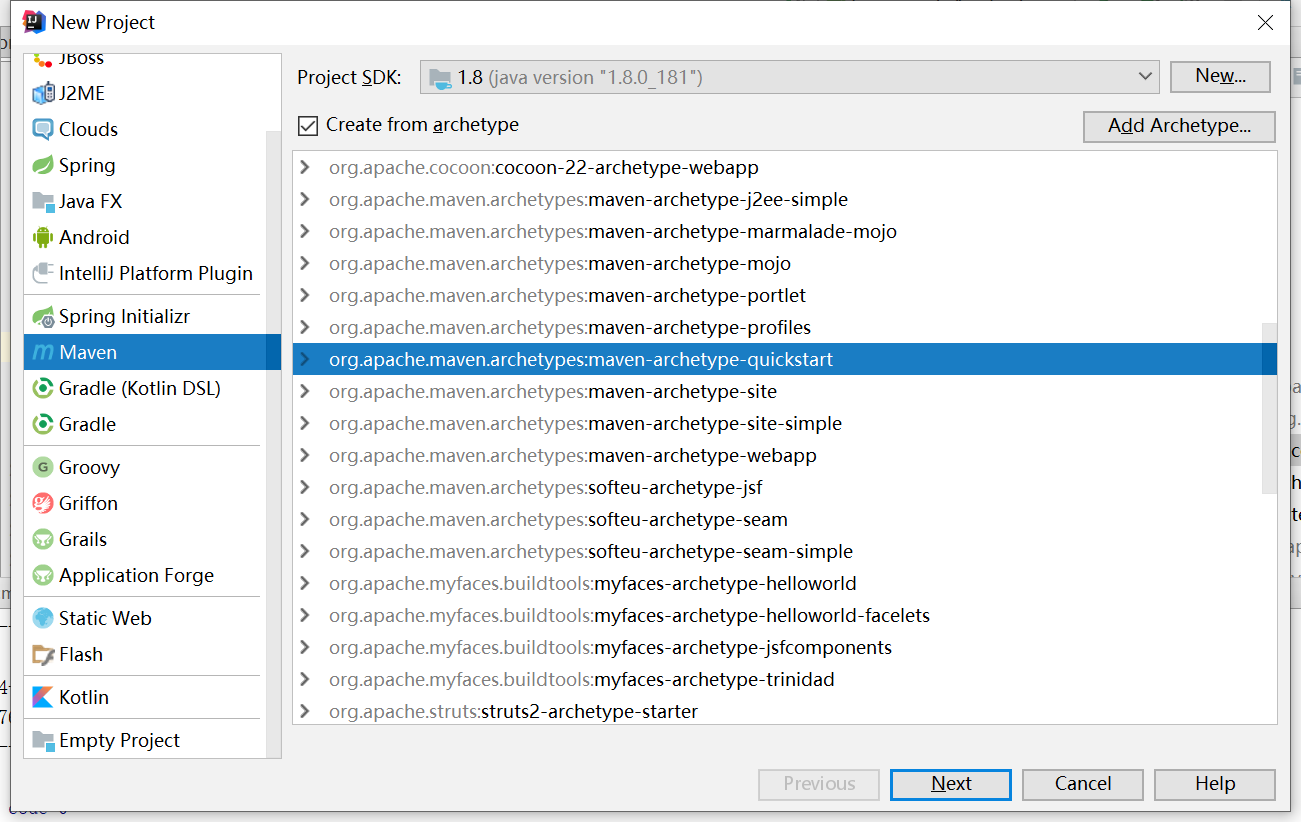 New Project
JBoss
J2ME
Clouds
Spring
Java FX
Android
IntelliJ Platform Plugin
Spring Initializr
Maven
Gradle (Kotlin DSL)
Gradle
Groovy
Griffon
Grails
Application Forge
Static Web
Flash
Kotlin
Empty Project
Project SDK: 1.8 (java version "1.8.0_181") New...
Create from archetype Add Archetype...
org.apache.cocoon:cocoon-22-archetype-webapp
org.apache.maven.archetypes:maven-archetype-j2ee-simple
org.apache.maven.archetypes:maven-archetype-marmalade-mojo
org.apache.maven.archetypes:maven-archetype-mojo
org.apache.maven.archetypes:maven-archetype-portlet
org.apache.maven.archetypes:maven-archetype-profiles
org.apache.maven.archetypes:maven-archetype-quickstart
org.apache.maven.archetypes:maven-archetype-site
org.apache.maven.archetypes:maven-archetype-site-simple
org.apache.maven.archetypes:maven-archetype-webapp
org.apache.maven.archetypes:softeu-archetype-jsf
org.apache.maven.archetypes:softeu-archetype-seam
org.apache.maven.archetypes:softeu-archetype-seam-simple
org.apache.myfaces.buildtools:myfaces-archetype-helloworld
org.apache.myfaces.buildtools:myfaces-archetype-helloworld-facelets
org.apache.myfaces.buildtools:myfaces-archetype-jsfcomponents
org.apache.myfaces.buildtools:myfaces-archetype-trinidad
org.apache.struts:struts2-archetype-starter
Previous Next Cancel Help